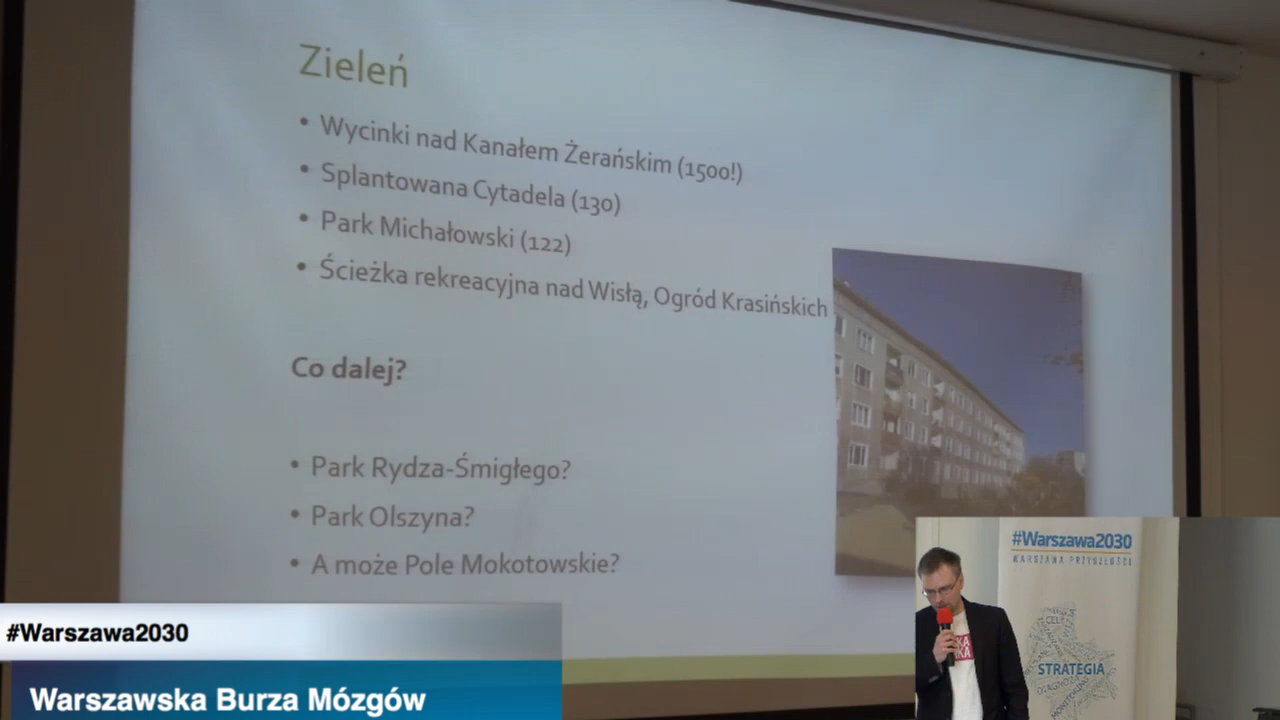 Zieleń
• Wycinki nad Kanałem Żerańskim (1500!)
• Splantowana Cytadela (130)
• Park Michałowski (122)
• Ścieżka rekreacyjna nad Wisłą, Ogród Krasińskich
Co dalej?
• Park Rydza-Śmigłego?
• Park Olszyna?
• A może Pole Mokotowskie?
#Warszawa2030
WARSZAWA PRZYSZŁOŚCI
STRATEGIA
#Warszawa2030
Warszawska Burza Mózgów